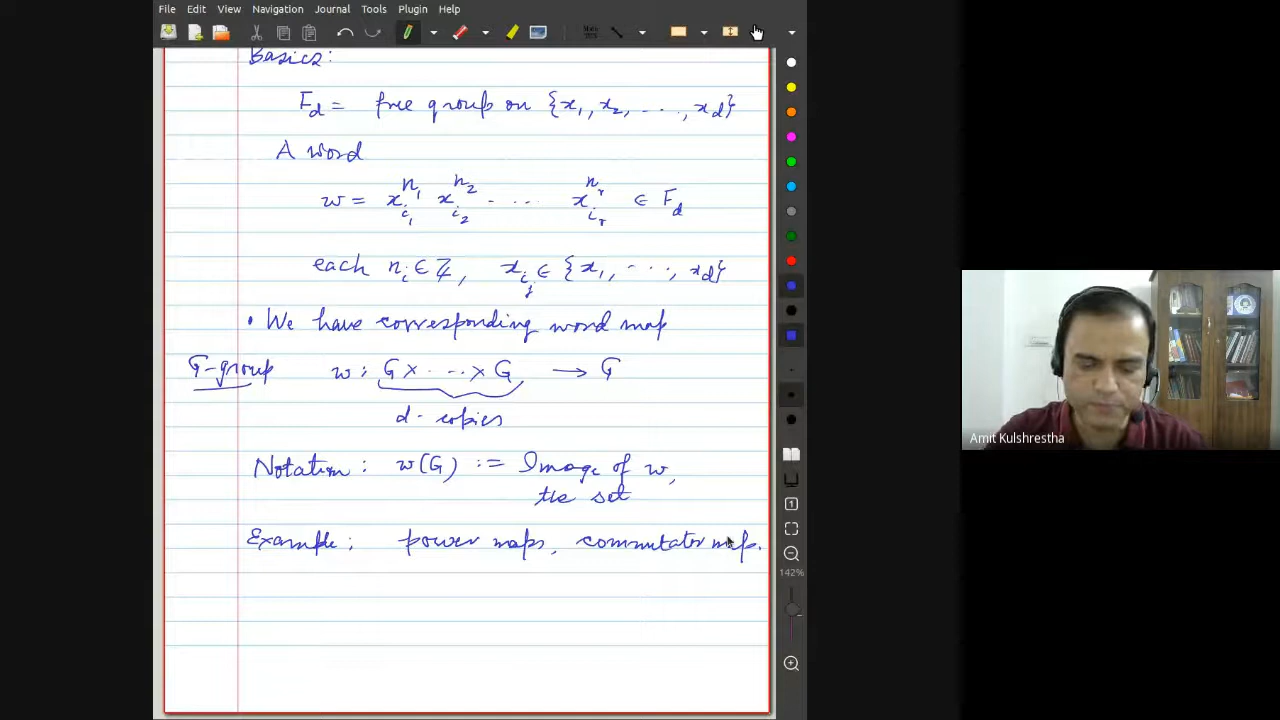 File Edit View Navigation Journal Tools Plugin Help
Basics:
F_d = free group on {x_1, x_2, ..., x_d}
A word
w = x_{i_1}^{n_1} x_{i_2}^{n_2} - ... x_{i_r}^{n_r} ∈ F_d
each n_i ∈ ℤ, x_{i_j} ∈ {x_1, ..., x_d}
• We have corresponding word map
G-group w: G × ... × G → G
d-copies
Notation: w(G) := Image of w,
the set
Example: power maps, commutator map.
1
142%
Amit Kulshrestha